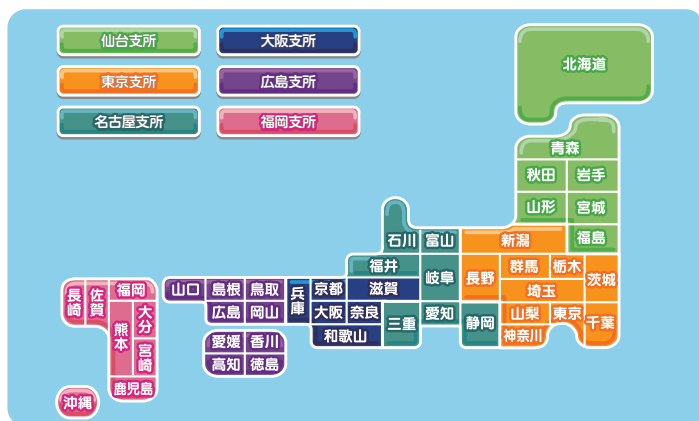 仙台支所
大阪支所
東京支所
広島支所
名古屋支所
福岡支所
北海道
青森
秋田
岩手
山形
宮城
福島
石川
富山
新潟
福井
岐阜
長野
群馬
栃木
茨城
埼玉
山梨
東京
千葉
神奈川
静岡
愛知
三重
滋賀
京都
兵庫
大阪
奈良
和歌山
山口
島根
鳥取
広島
岡山
愛媛
香川
高知
徳島
福岡
佐賀
長崎
大分
熊本
宮崎
鹿児島
沖縄